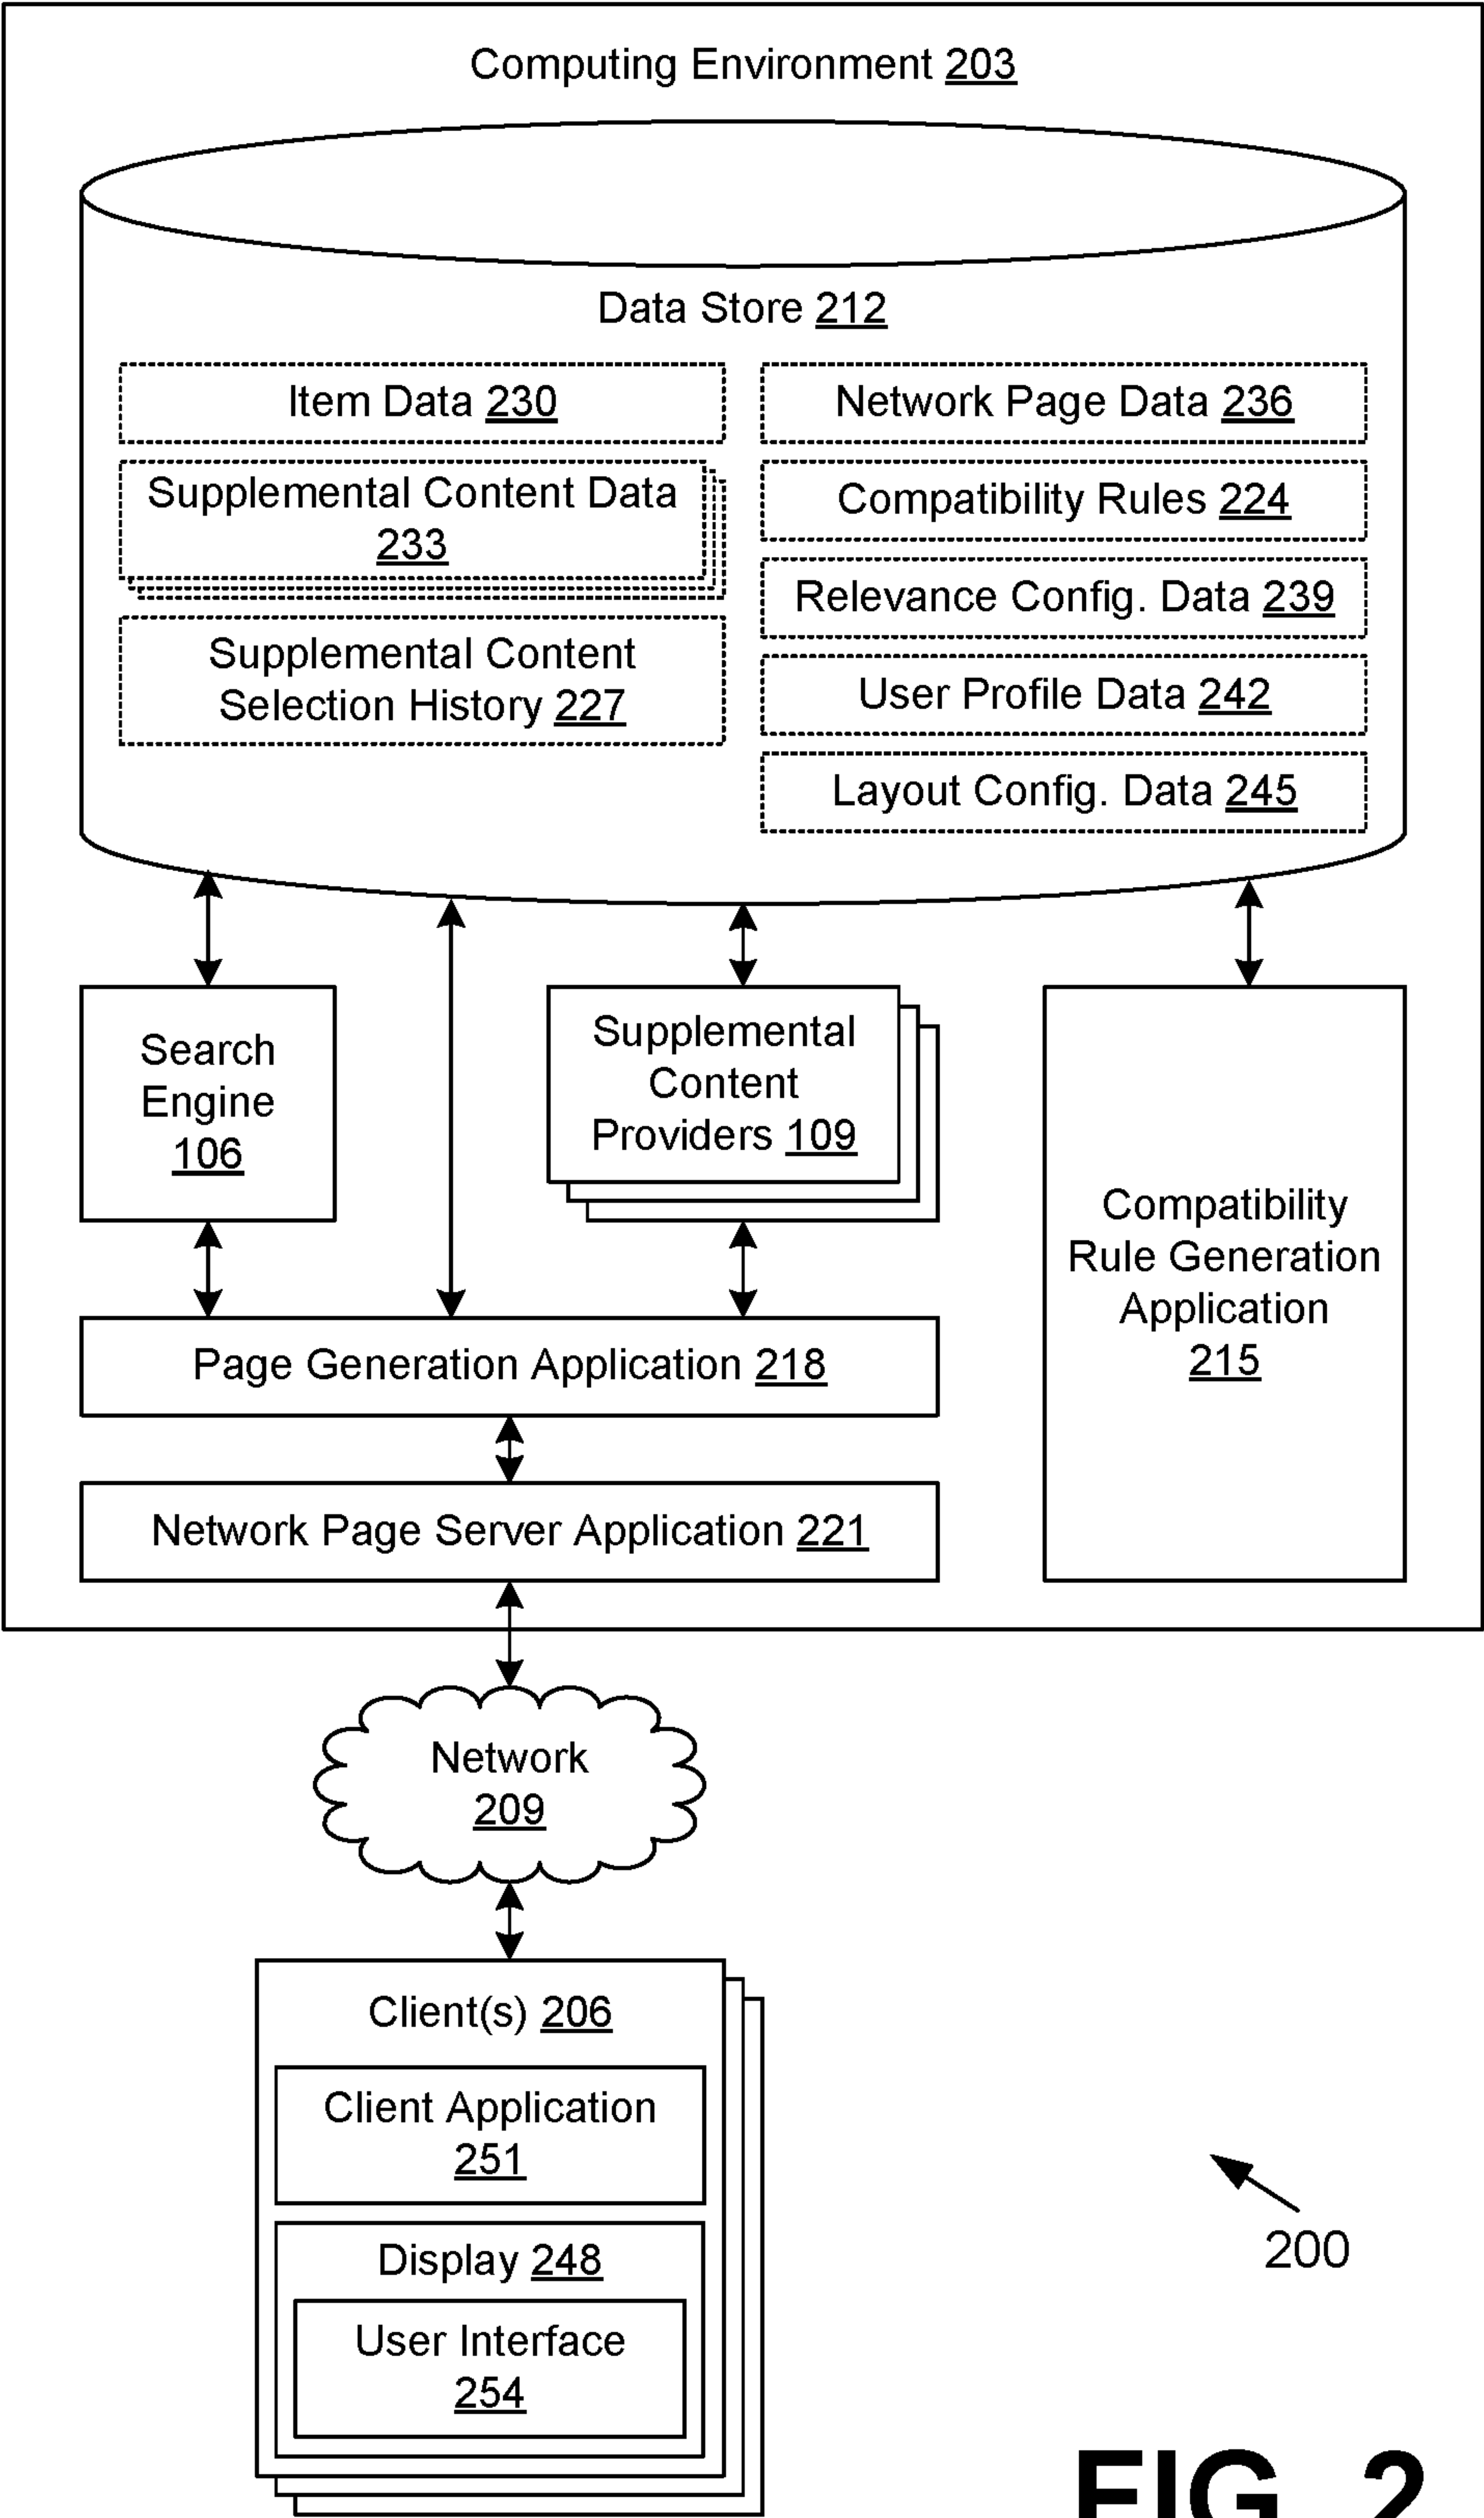 Computing Environment 203
Data Store 212
Item Data 230
Supplemental Content Data
233
Supplemental Content
Selection History 227
Network Page Data 236
Compatibility Rules 224
Relevance Config. Data 239
User Profile Data 242
Layout Config. Data 245
Search
Engine
106
Supplemental
Content
Providers 109
Compatibility
Rule Generation
Application
215
Page Generation Application 218
Network Page Server Application 221
Network
209
Client(s) 206
Client Application
251
Display 248
User Interface
254
200
FIG. 2